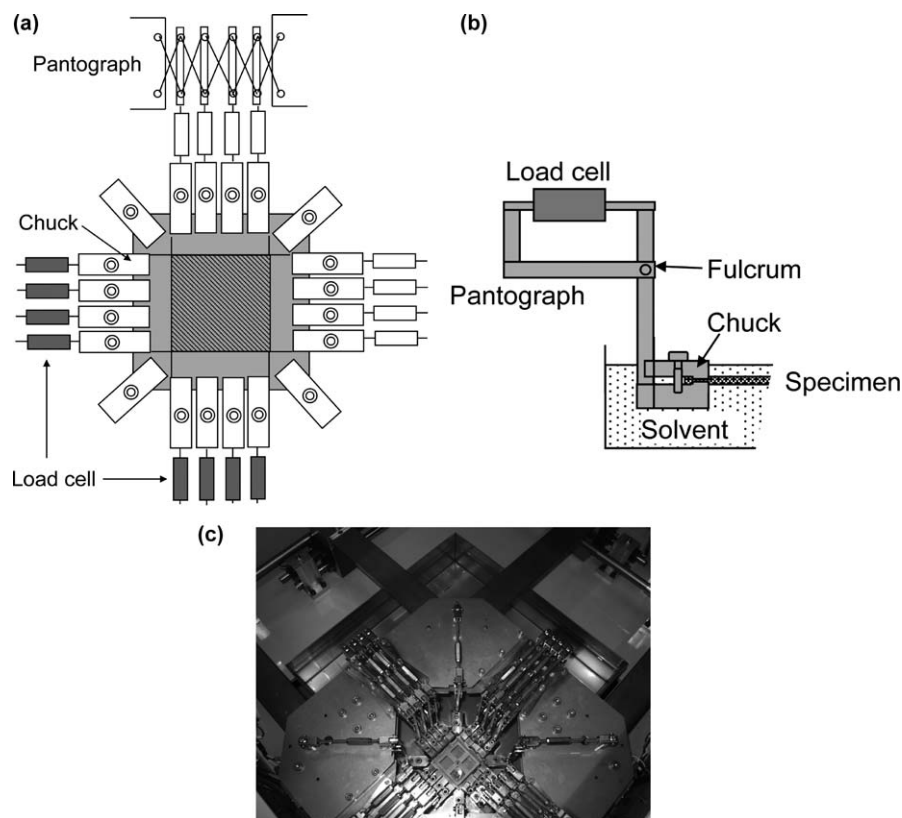 (a)
Pantograph
Chuck
Load cell
(b)
Load cell
Fulcrum
Pantograph
Chuck
Specimen
Solvent
(c)